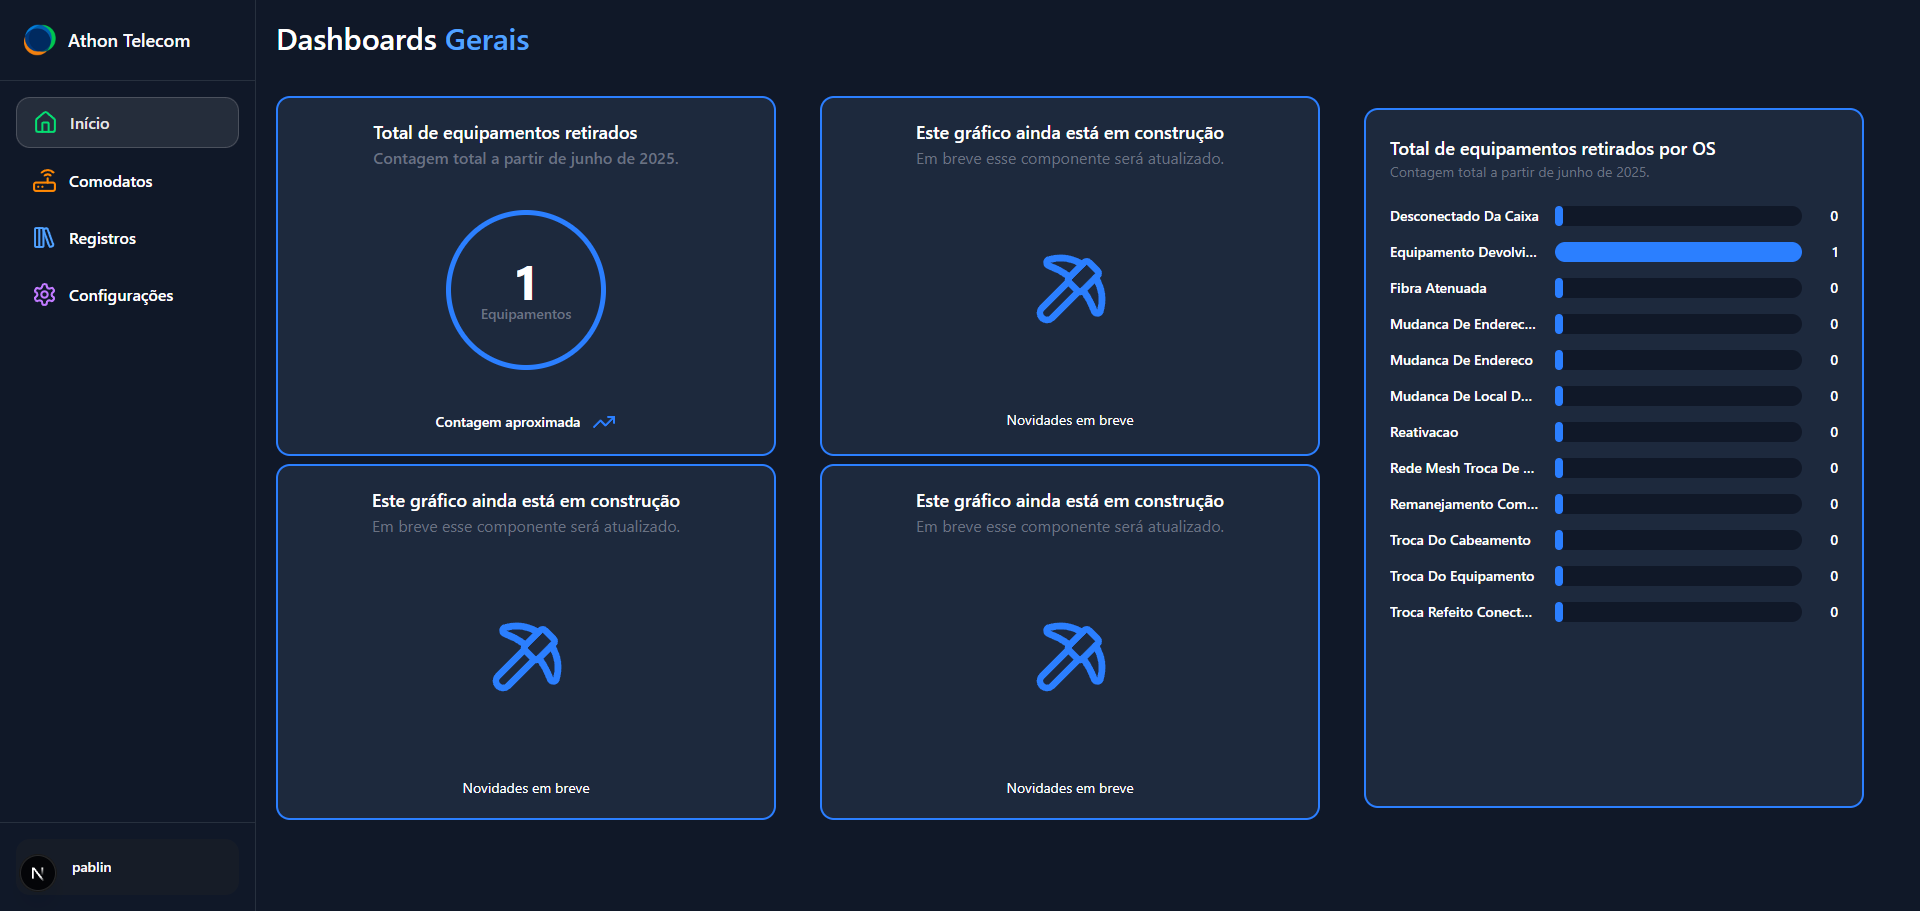 Athon Telecom
Início
Comodatos
Registros
Configurações
N
pablin
Dashboards Gerais
Total de equipamentos retirados
Contagem total a partir de junho de 2025.
1
Equipamentos
Contagem aproximada
Este gráfico ainda está em construção
Em breve esse componente será atualizado.
Novidades em breve
Este gráfico ainda está em construção
Em breve esse componente será atualizado.
Novidades em breve
Este gráfico ainda está em construção
Em breve esse componente será atualizado.
Novidades em breve
Total de equipamentos retirados por OS
Contagem total a partir de junho de 2025.
Desconectado Da Caixa 0
Equipamento Devolvi... 1
Fibra Atenuada 0
Mudanca De Enderec... 0
Mudanca De Endereco 0
Mudanca De Local D... 0
Reativacao 0
Rede Mesh Troca De ... 0
Remanejamento Com... 0
Troca Do Cabeamento 0
Troca Do Equipamento 0
Troca Refeito Conect... 0